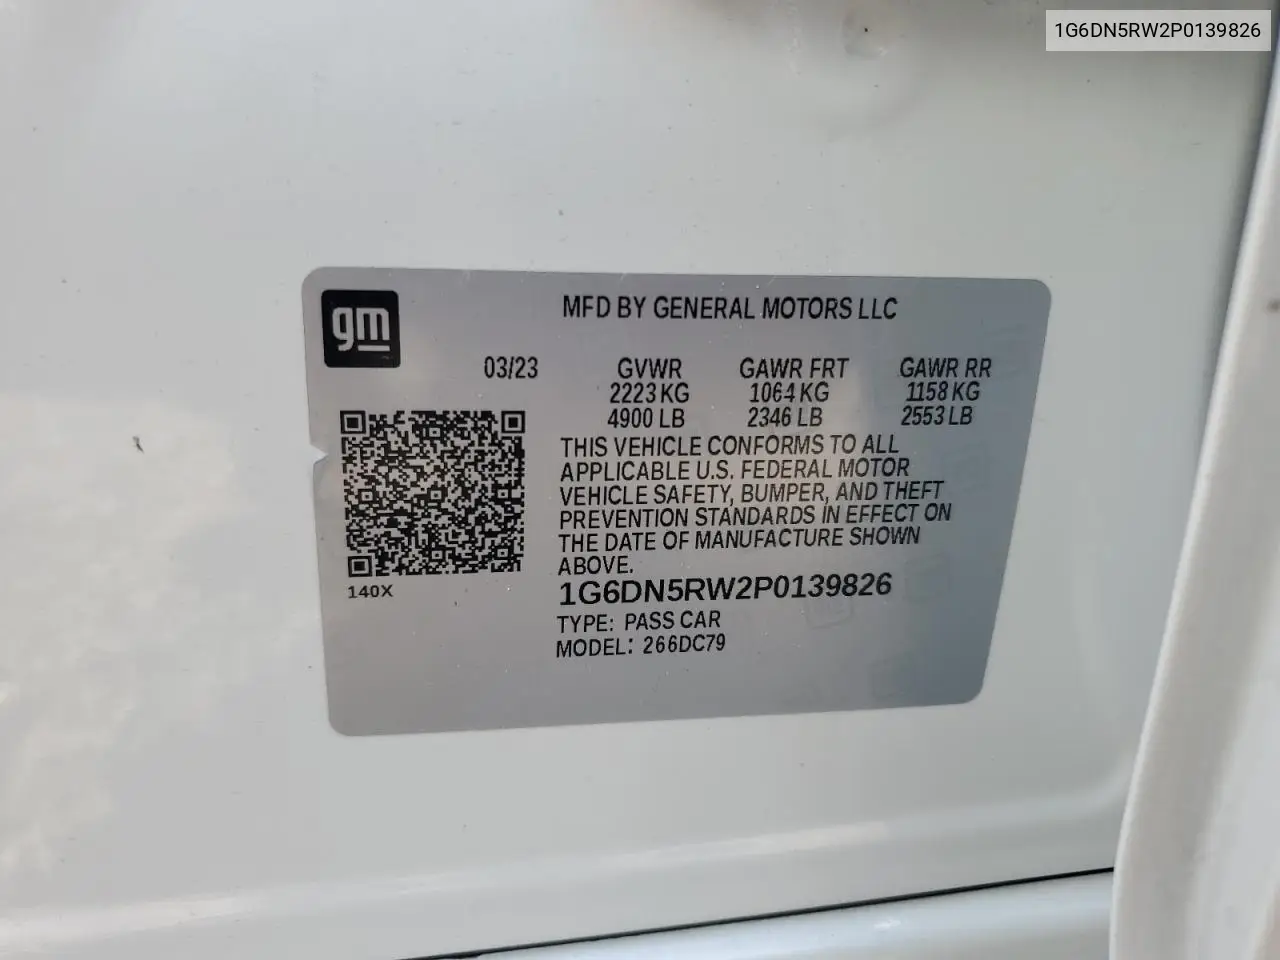 1G6DN5RW2P0139826
gm
MFD BY GENERAL MOTORS LLC
03/23 GVWR GAWR FRT GAWR RR
2223 KG 1064 KG 1158 KG
4900 LB 2346 LB 2553 LB
THIS VEHICLE CONFORMS TO ALL
APPLICABLE U.S. FEDERAL MOTOR
VEHICLE SAFETY, BUMPER, AND THEFT
PREVENTION STANDARDS IN EFFECT ON
THE DATE OF MANUFACTURE SHOWN
ABOVE.
140X
1G6DN5RW2P0139826
TYPE: PASS CAR
MODEL: 266DC79